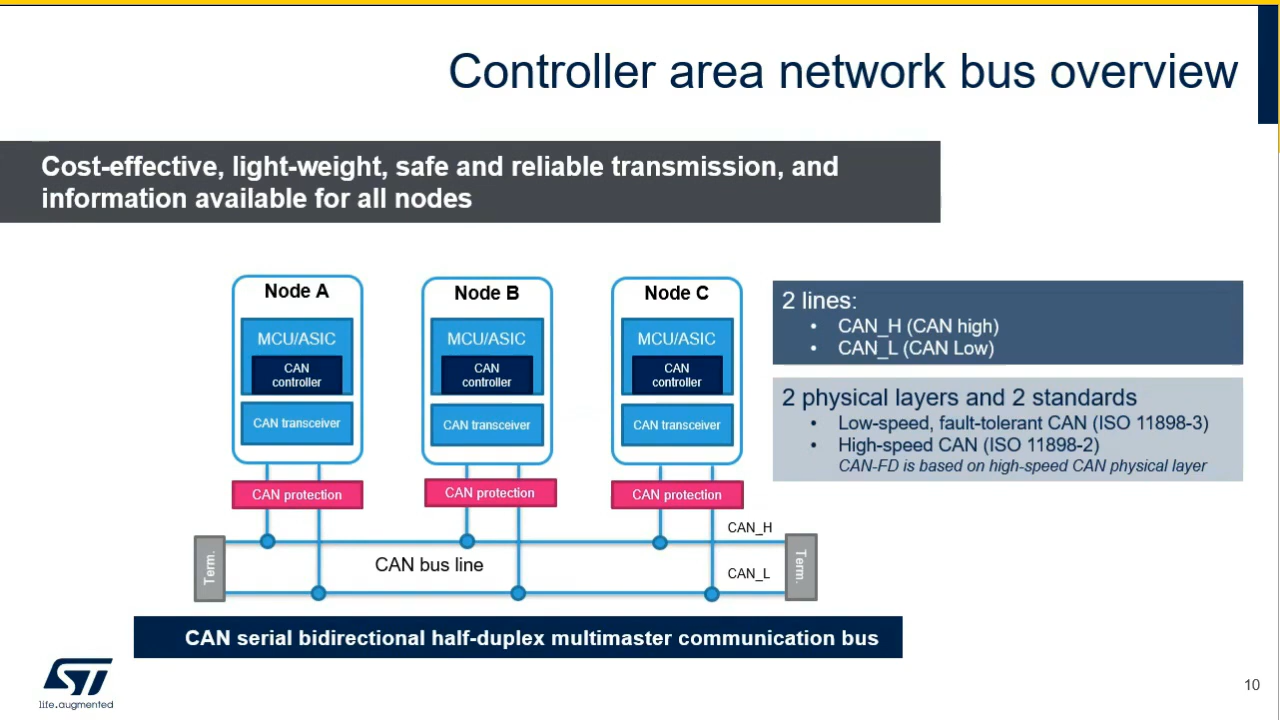 Controller area network bus overview
Cost-effective, light-weight, safe and reliable transmission, and
information available for all nodes
Node A
MCU/ASIC
CAN
controller
CAN transceiver
CAN protection
Node B
MCU/ASIC
CAN
controller
CAN transceiver
CAN protection
Node C
MCU/ASIC
CAN
controller
CAN transceiver
CAN protection
2 lines:
• CAN_H (CAN high)
• CAN_L (CAN Low)
2 physical layers and 2 standards
• Low-speed, fault-tolerant CAN (ISO 11898-3)
• High-speed CAN (ISO 11898-2)
CAN-FD is based on high-speed CAN physical layer
CAN_H
Term.
CAN bus line
CAN_L
Term.
CAN serial bidirectional half-duplex multimaster communication bus
ST
life.augmented
10